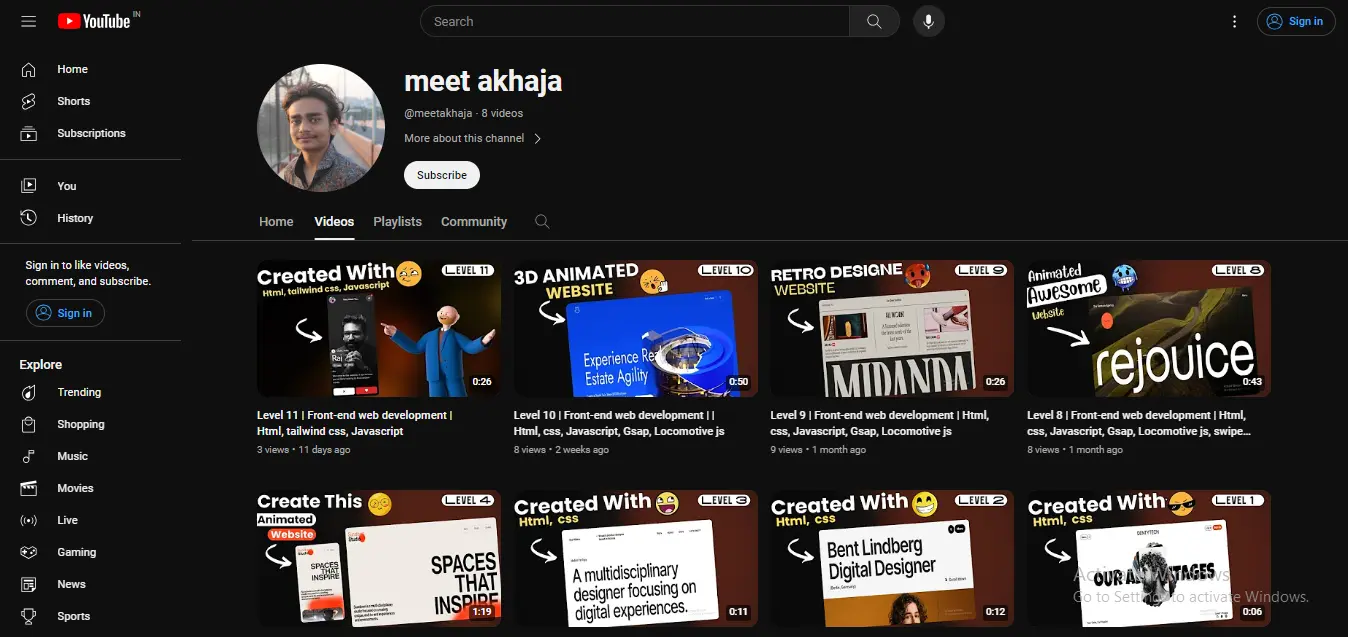 YouTube IN
Search
Sign in
Home
Shorts
Subscriptions
You
History
Sign in to like videos,
comment, and subscribe.
Sign in
Explore
Trending
Shopping
Music
Movies
Live
Gaming
News
Sports
meet akhaja
@meetakhaja · 8 videos
More about this channel
Subscribe
Home
Videos
Playlists
Community
Created With
LEVEL 11
Html, tailwind css, Javascript
0:26
Level 11 | Front-end web development |
Html, tailwind css, Javascript
3 views • 11 days ago
3D ANIMATED
LEVEL 10
WEBSITE
Experience Re
Estate Agility
0:50
Level 10 | Front-end web development | |
Html, css, Javascript, Gsap, Locomotive js
8 views • 2 weeks ago
RETRO DESIGNE
LEVEL 9
WEBSITE
MIRANDA
0:26
Level 9 | Front-end web development | Html,
css, Javascript, Gsap, Locomotive js
9 views • 1 month ago
Animated
LEVEL 8
Awesome
Website
rejouice
0:43
Level 8 | Front-end web development | Html,
css, Javascript, Gsap, Locomotive js, swipe...
8 views • 1 month ago
Create This
LEVEL 4
Animated
Website
SPACES
THAT
INSPIRE
SPACES
THAT
INSPIRE
1:19
Created With
LEVEL 3
Html, css
A multidisciplinary
designer focusing on
digital experiences.
0:11
Created With
LEVEL 2
Html, css
Bent Lindberg
Digital Designer
0:12
Created With
LEVEL 1
Html, css
OUR A TAGES
0:06
Activate Windows
Go to Settings to activate Windows.